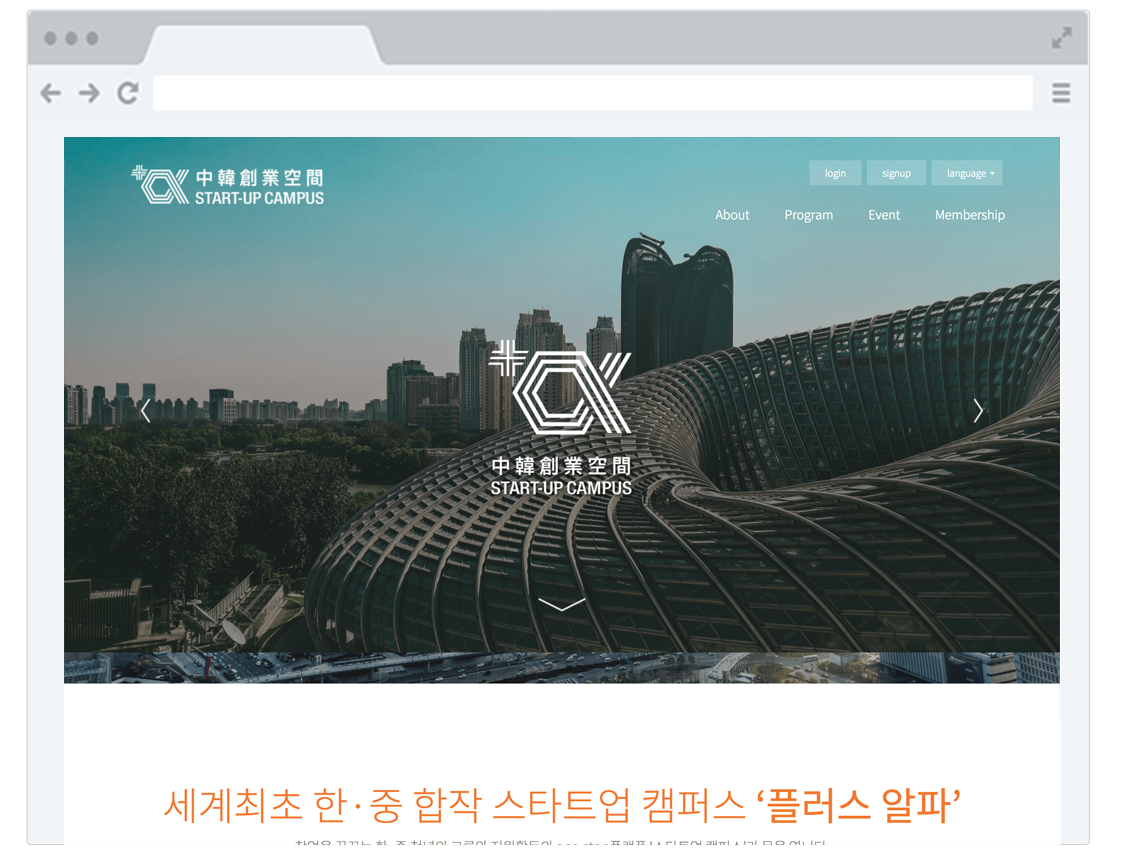 中韓創業空間
START-UP CAMPUS
login
signup
language
About
Program
Event
Membership
中韓創業空間
START-UP CAMPUS
세계최초 한·중 합작 스타트업 캠퍼스 ‘플러스 알파’